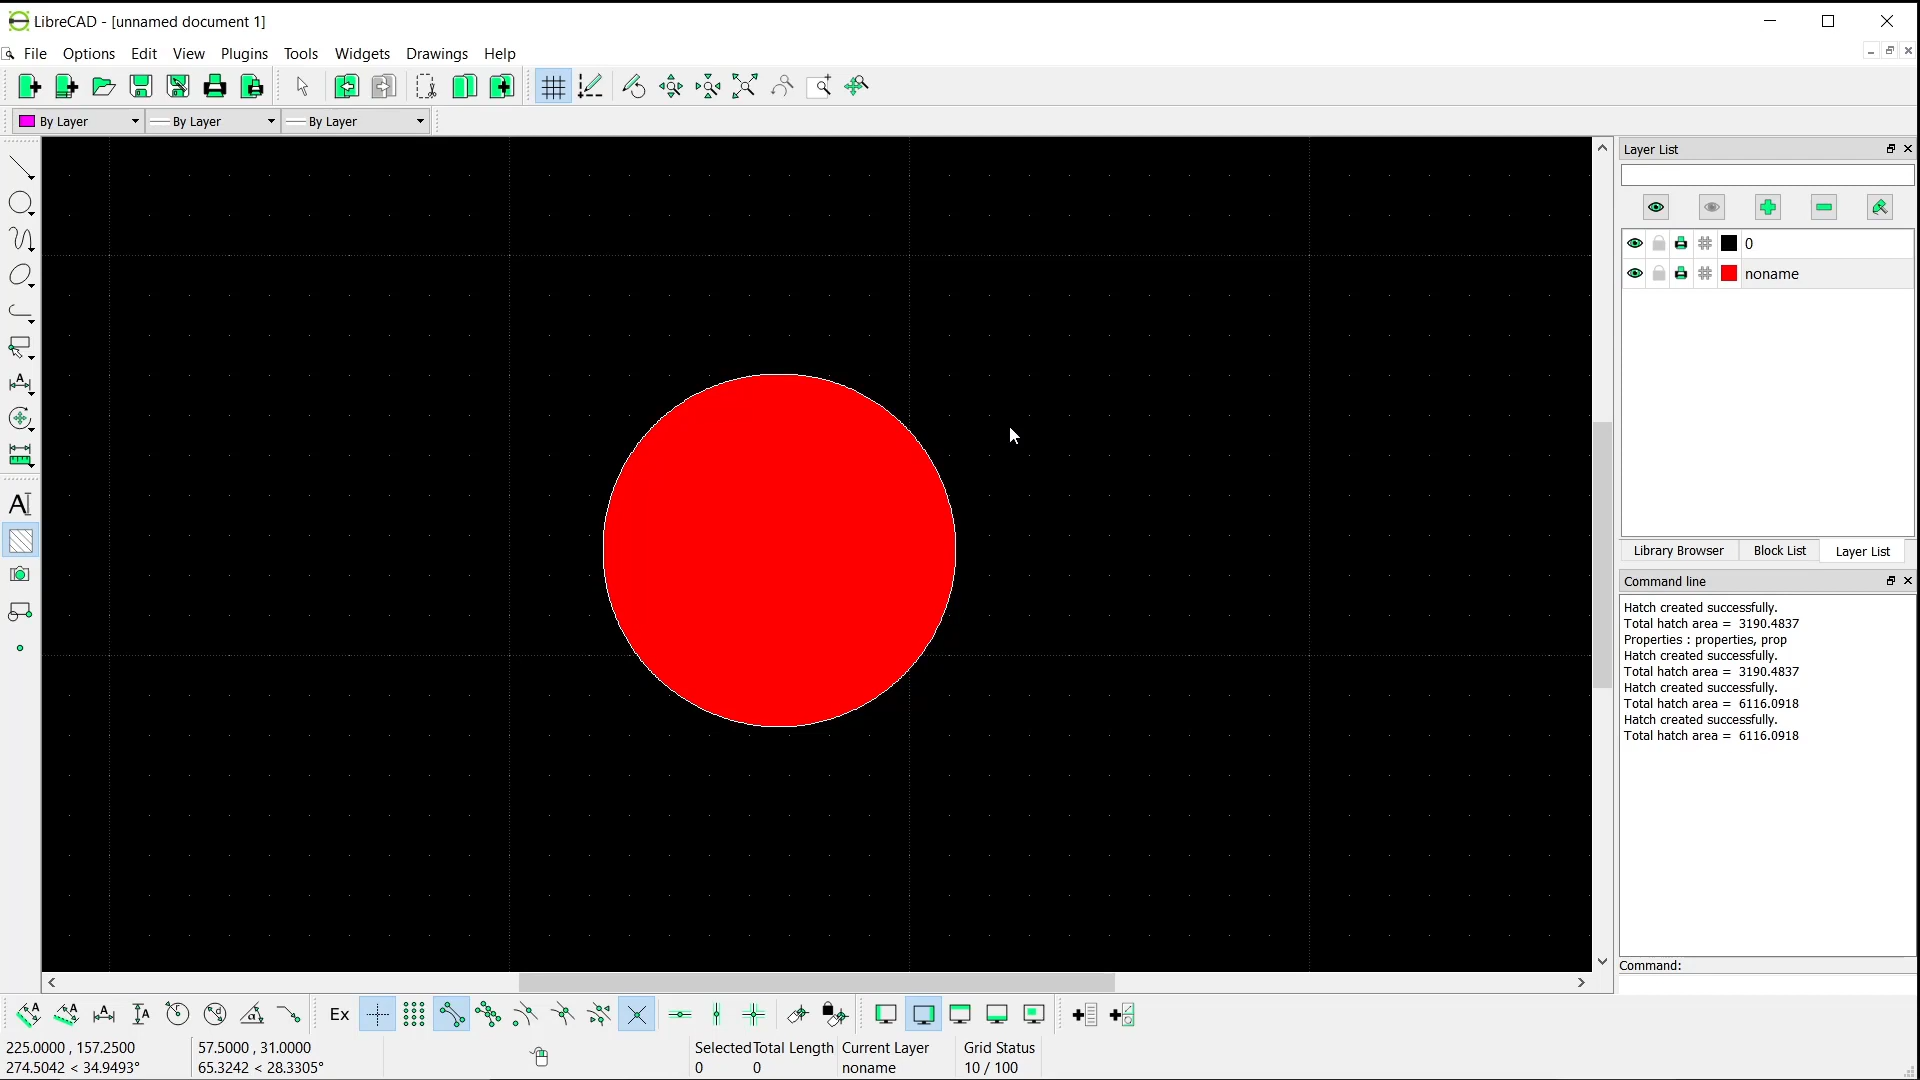 LibreCAD - [unnamed document 1]
File Options Edit View Plugins Tools Widgets Drawings Help
By Layer By Layer By Layer
Layer List
0
noname
Library Browser Block List Layer List
Command line
Hatch created successfully.
Total hatch area = 3190.4837
Properties : properties, prop
Hatch created successfully.
Total hatch area = 3190.4837
Hatch created successfully.
Total hatch area = 6116.0918
Hatch created successfully.
Total hatch area = 6116.0918
Command:
Ex
225.0000 , 157.2500 57.5000 , 31.0000 Selected Total Length Current Layer Grid Status
274.5042 < 34.9493° 65.3242 < 28.3305° 0 0 noname 10 / 100